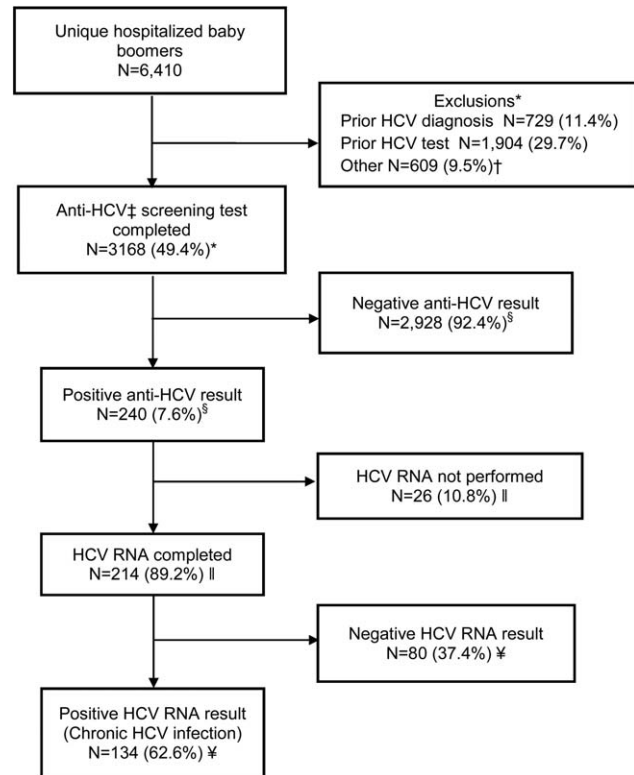 Unique hospitalized baby
boomers
N=6,410
Exclusions*
Prior HCV diagnosis N=729 (11.4%)
Prior HCV test N=1,904 (29.7%)
Other N=609 (9.5%)†
Anti-HCV‡ screening test
completed
N=3168 (49.4%)*
Negative anti-HCV result
N=2,928 (92.4%)§
Positive anti-HCV result
N=240 (7.6%)§
HCV RNA not performed
N=26 (10.8%) ‖
HCV RNA completed
N=214 (89.2%) ‖
Negative HCV RNA result
N=80 (37.4%) ¥
Positive HCV RNA result
(Chronic HCV infection)
N=134 (62.6%) ¥